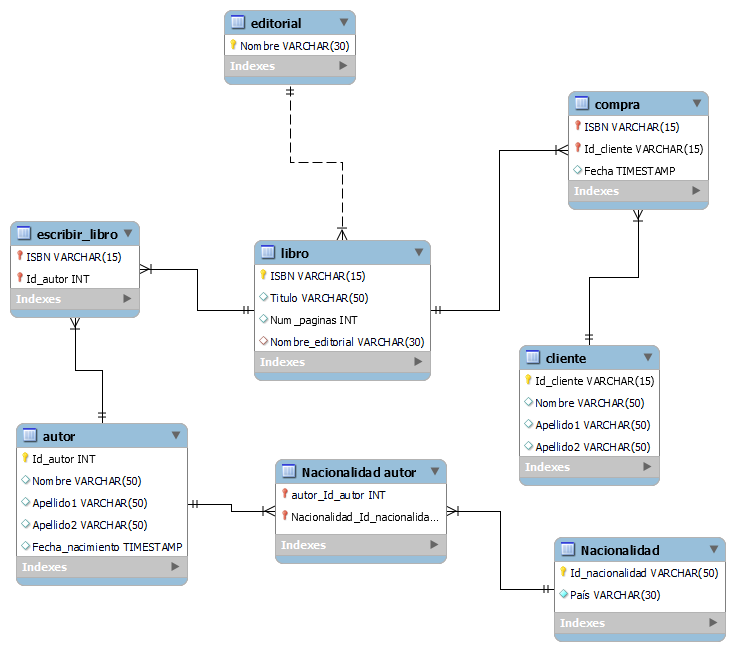 editorial
Nombre VARCHAR(30)
Indexes
compra
ISBN VARCHAR(15)
Id_cliente VARCHAR(15)
Fecha TIMESTAMP
Indexes
escribir_libro
ISBN VARCHAR(15)
Id_autor INT
Indexes
libro
ISBN VARCHAR(15)
Titulo VARCHAR(50)
Num_paginas INT
Nombre_editorial VARCHAR(30)
Indexes
cliente
Id_cliente VARCHAR(15)
Nombre VARCHAR(50)
Apellido1 VARCHAR(50)
Apellido2 VARCHAR(50)
Indexes
autor
Id_autor INT
Nombre VARCHAR(50)
Apellido1 VARCHAR(50)
Apellido2 VARCHAR(50)
Fecha_nacimiento TIMESTAMP
Indexes
Nacionalidad autor
autor_Id_autor INT
Nacionalidad_Id_nacionalida...
Indexes
Nacionalidad
Id_nacionalidad VARCHAR(50)
País VARCHAR(30)
Indexes